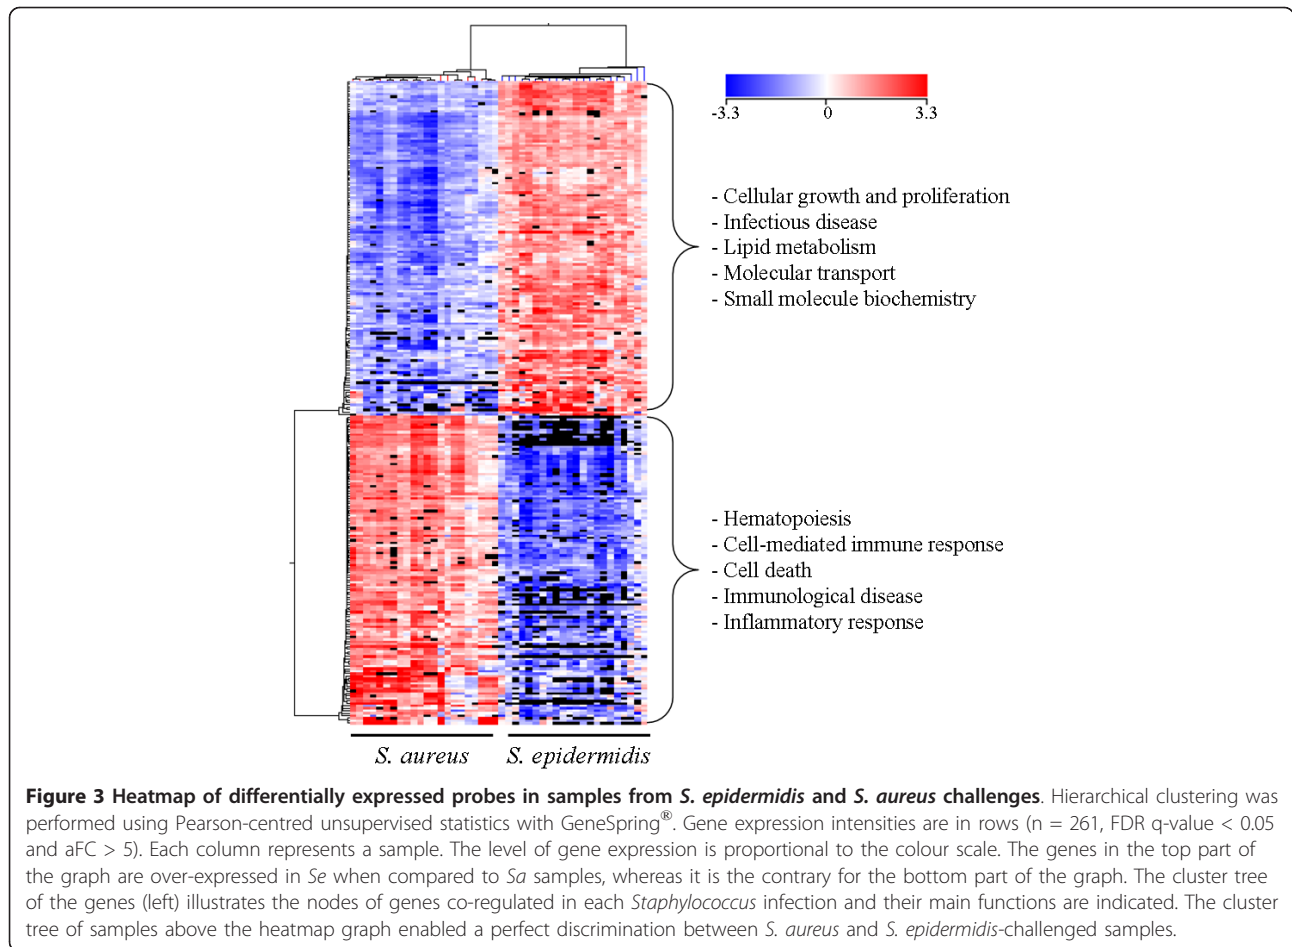 -3.3 0 3.3
- Cellular growth and proliferation
- Infectious disease
- Lipid metabolism
- Molecular transport
- Small molecule biochemistry
- Hematopoiesis
- Cell-mediated immune response
- Cell death
- Immunological disease
- Inflammatory response
S. aureus S. epidermidis
Figure 3 Heatmap of differentially expressed probes in samples from S. epidermidis and S. aureus challenges. Hierarchical clustering was
performed using Pearson-centred unsupervised statistics with GeneSpring®. Gene expression intensities are in rows (n = 261, FDR q-value < 0.05
and aFC > 5). Each column represents a sample. The level of gene expression is proportional to the colour scale. The genes in the top part of
the graph are over-expressed in Se when compared to Sa samples, whereas it is the contrary for the bottom part of the graph. The cluster tree
of the genes (left) illustrates the nodes of genes co-regulated in each Staphylococcus infection and their main functions are indicated. The cluster
tree of samples above the heatmap graph enabled a perfect discrimination between S. aureus and S. epidermidis-challenged samples.